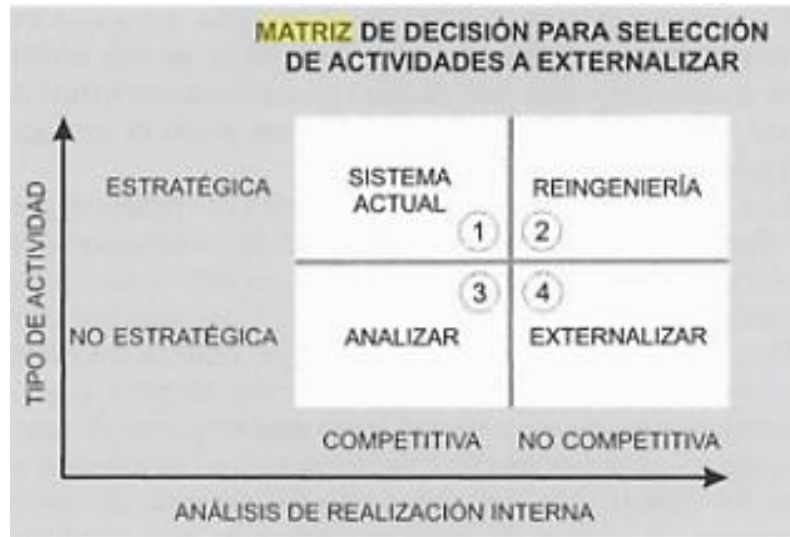 MATRIZ DE DECISIÓN PARA SELECCIÓN
DE ACTIVIDADES A EXTERNALIZAR
TIPO DE ACTIVIDAD
ESTRATÉGICA
SISTEMA
ACTUAL
REINGENIERÍA
1
2
3
4
NO ESTRATÉGICA
ANALIZAR
EXTERNALIZAR
COMPETITIVA
NO COMPETITIVA
ANÁLISIS DE REALIZACIÓN INTERNA